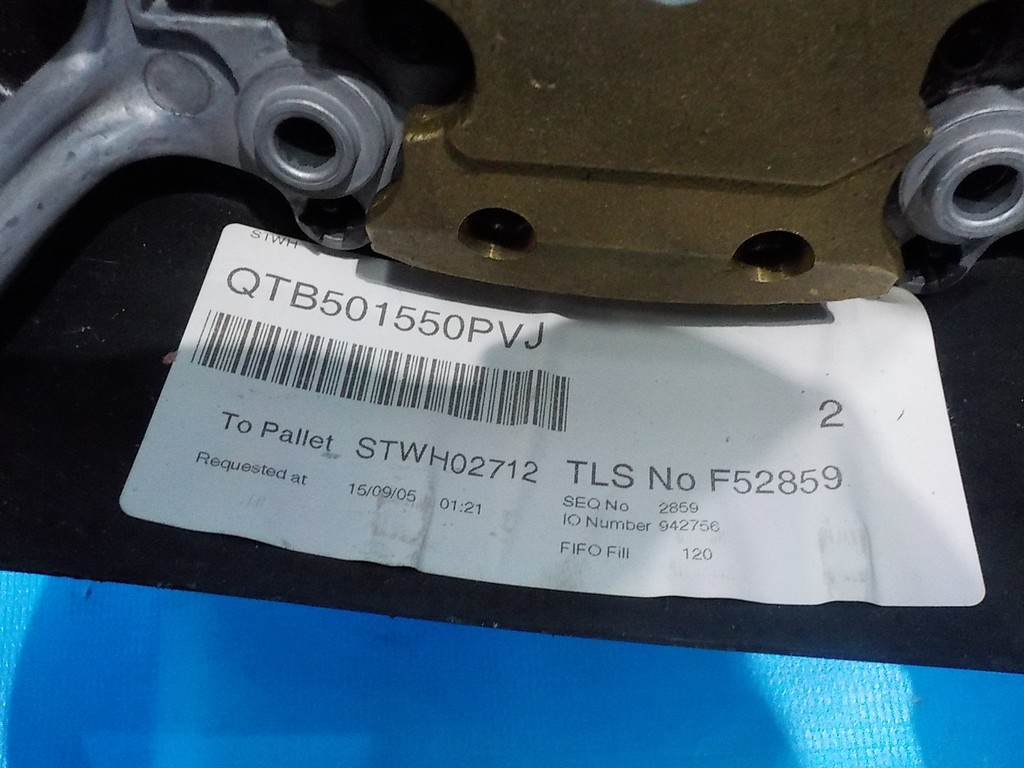 STWH
QTB501550PVJ
2
To Pallet STWH02712 TLS No F52859
Requested at 15/09/05 01:21
SEQ No 2859
IO Number 942756
FIFO Fill 120